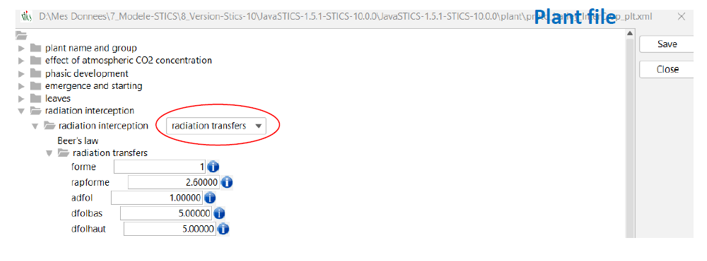 D:\Mes Donnees\7_Modele-STICS\8_Version-Stics-10\JavaSTICS-1.5.1-STICS-10.0.0\JavaSTICS-1.5.1-STICS-10.0.0\plant\
Plant file
_plt.xml
Save
Close
plant name and group
effect of atmospheric CO2 concentration
phasic development
emergence and starting
leaves
radiation interception
radiation interception radiation transfers
Beer's law
radiation transfers
forme 1
rapforme 2.60000
adfol 1.00000
dfolbas 5.00000
dfolhaut 5.00000